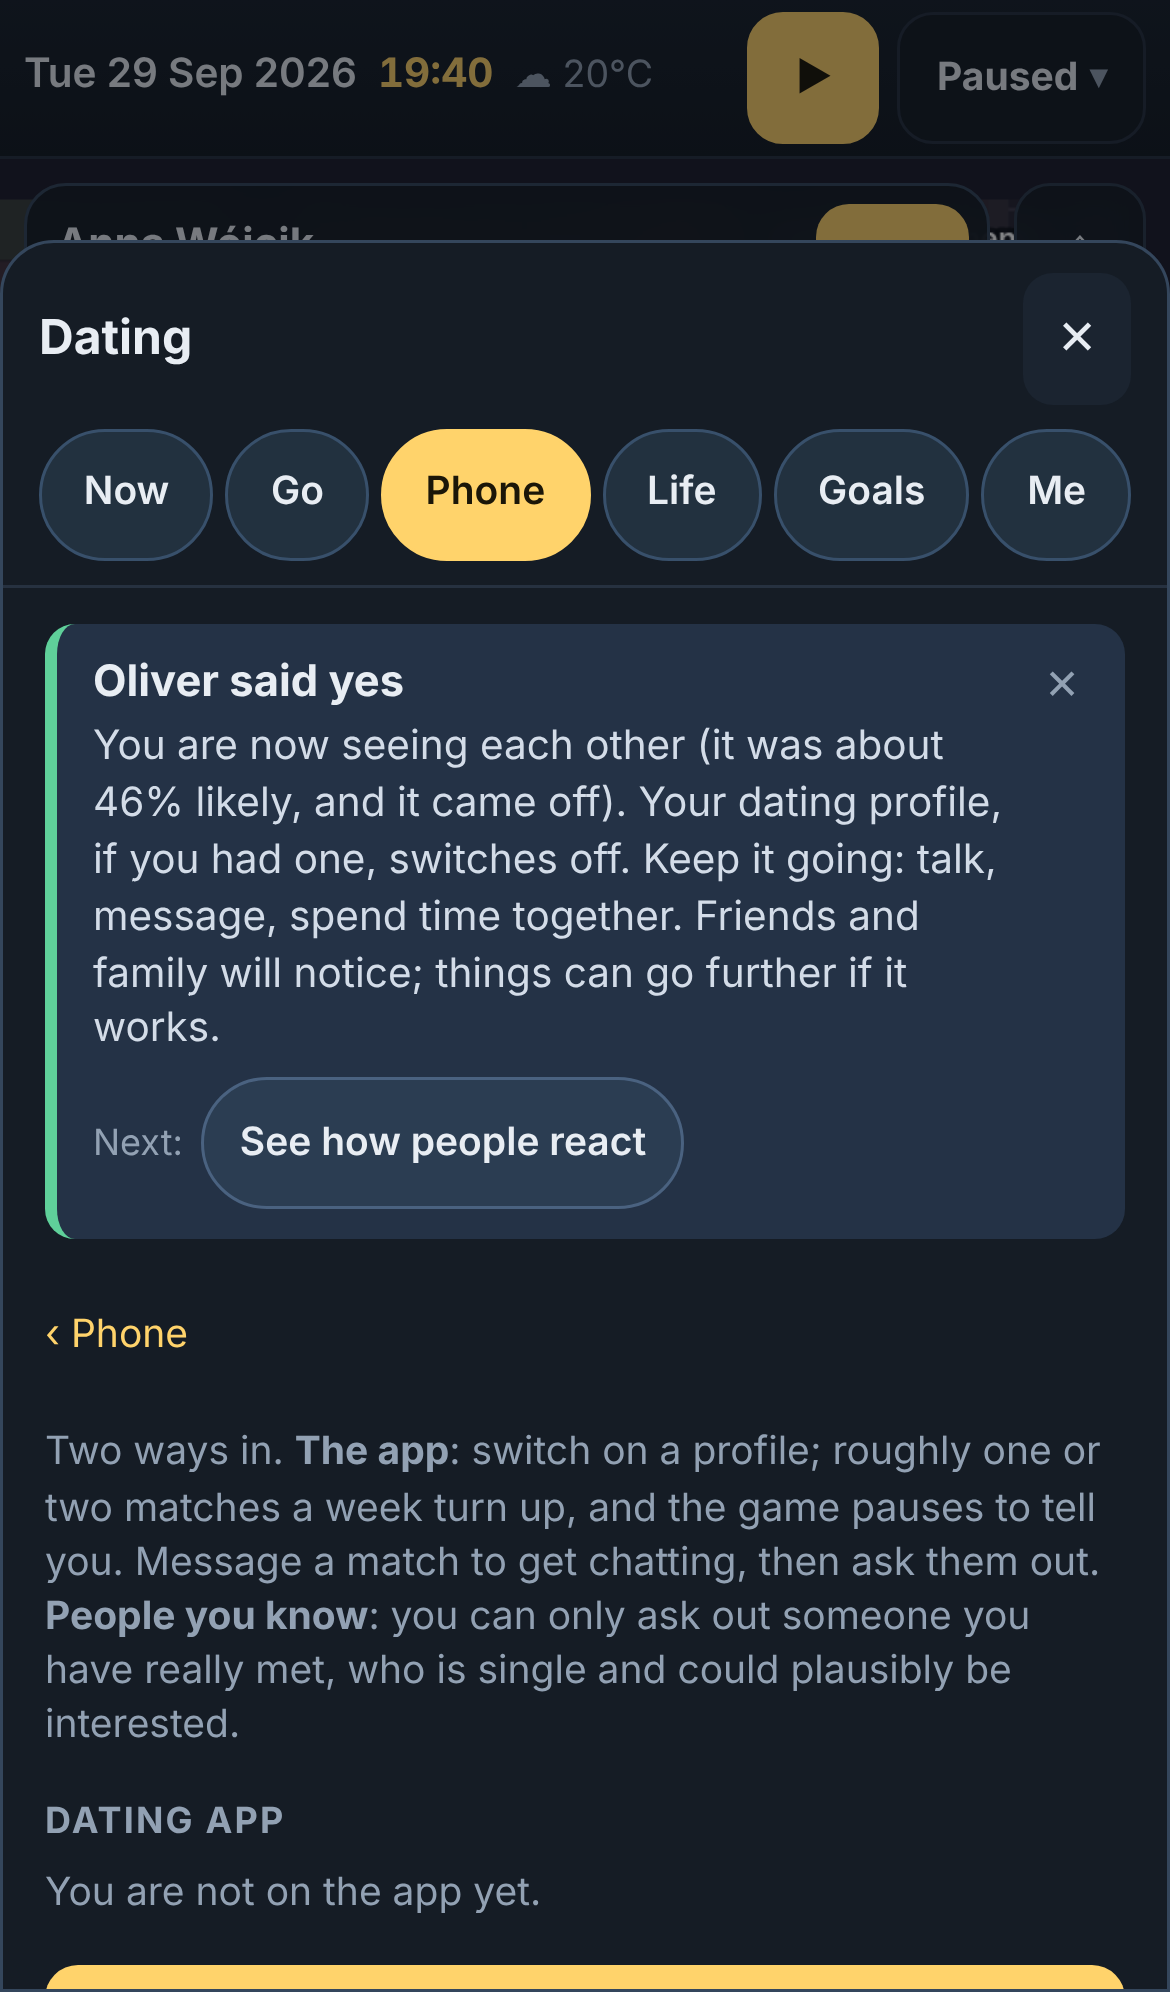 Tue 29 Sep 2026 19:40 ☁ 20°C
Paused ▾
Anna Wójcik
Dating
Now Go Phone Life Goals Me
Oliver said yes
You are now seeing each other (it was about
46% likely, and it came off). Your dating profile,
if you had one, switches off. Keep it going: talk,
message, spend time together. Friends and
family will notice; things can go further if it
works.
Next: See how people react
‹ Phone
Two ways in. The app: switch on a profile; roughly one or
two matches a week turn up, and the game pauses to tell
you. Message a match to get chatting, then ask them out.
People you know: you can only ask out someone you
have really met, who is single and could plausibly be
interested.
DATING APP
You are not on the app yet.